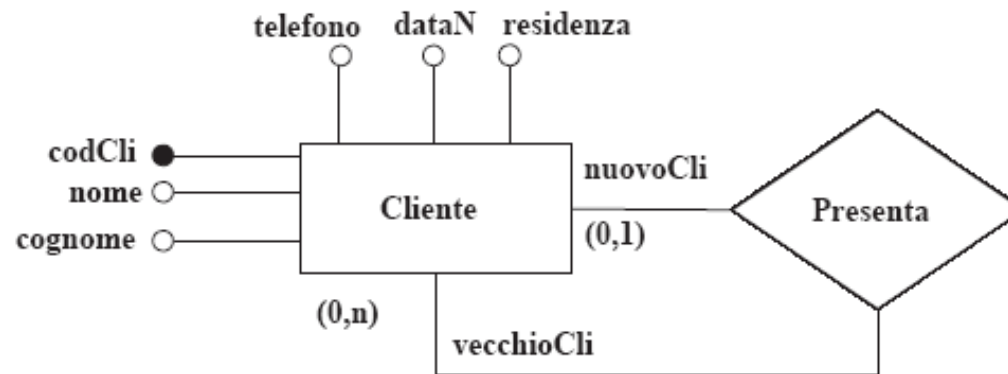 telefono dataN residenza
codCli
nome
cognome
Cliente
nuovoCli
(0,1)
Presenta
(0,n)
vecchioCli